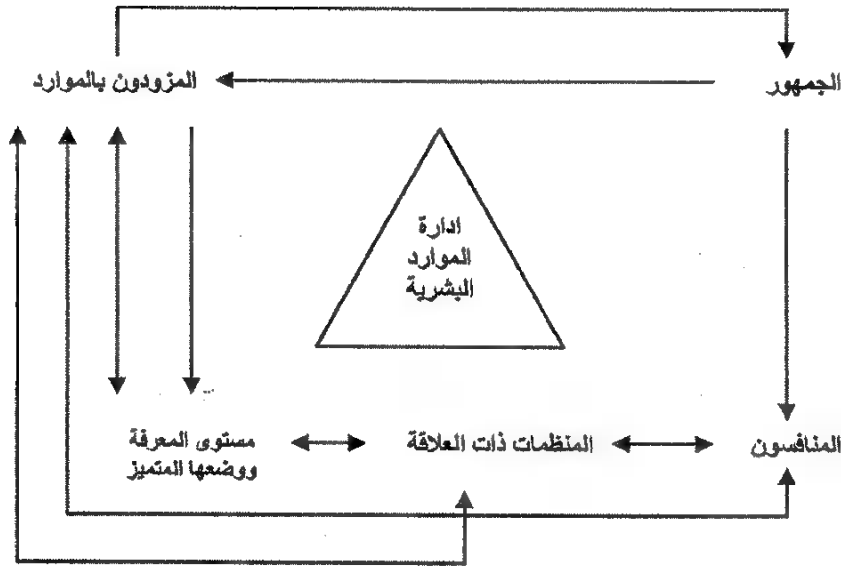 الجمهور
المزودون بالموارد
ادارة
الموارد
البشرية
المنافسون
المنظمات ذات العلاقة
مستوى المعرفة
ووضعها المتميز